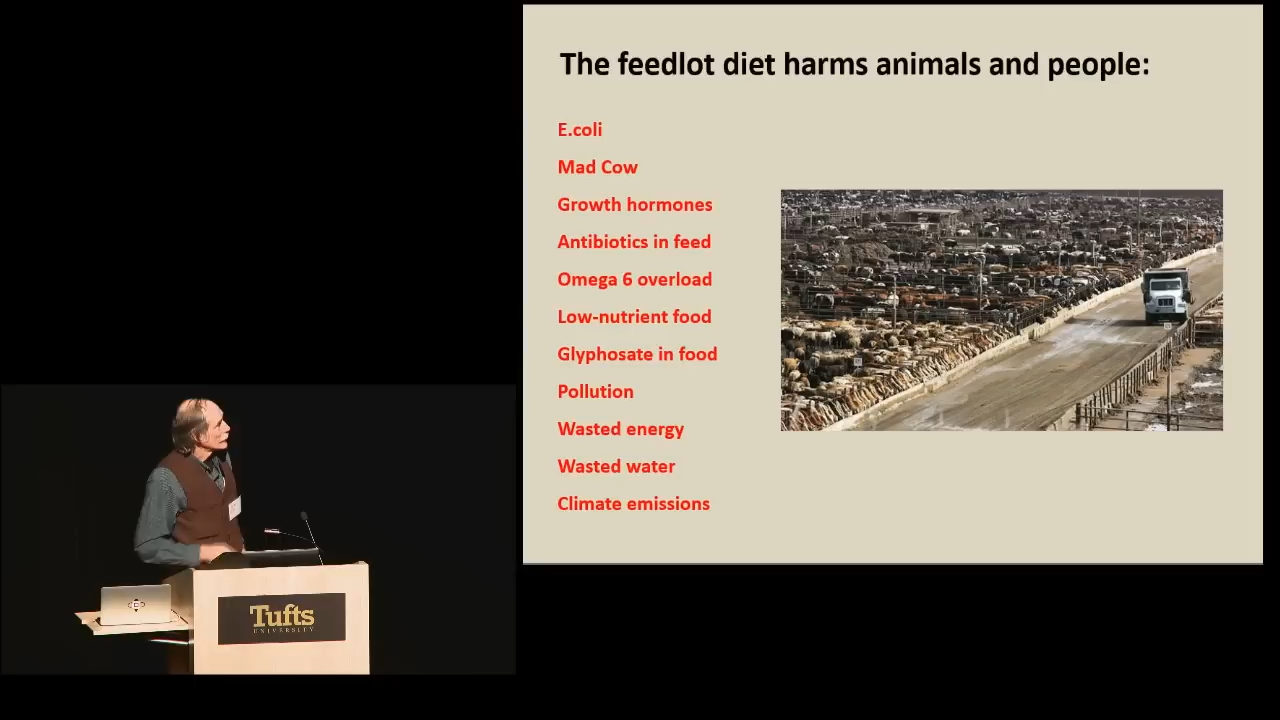 The feedlot diet harms animals and people:
E.coli
Mad Cow
Growth hormones
Antibiotics in feed
Omega 6 overload
Low-nutrient food
Glyphosate in food
Pollution
Wasted energy
Wasted water
Climate emissions
Tufts
UNIVERSITY